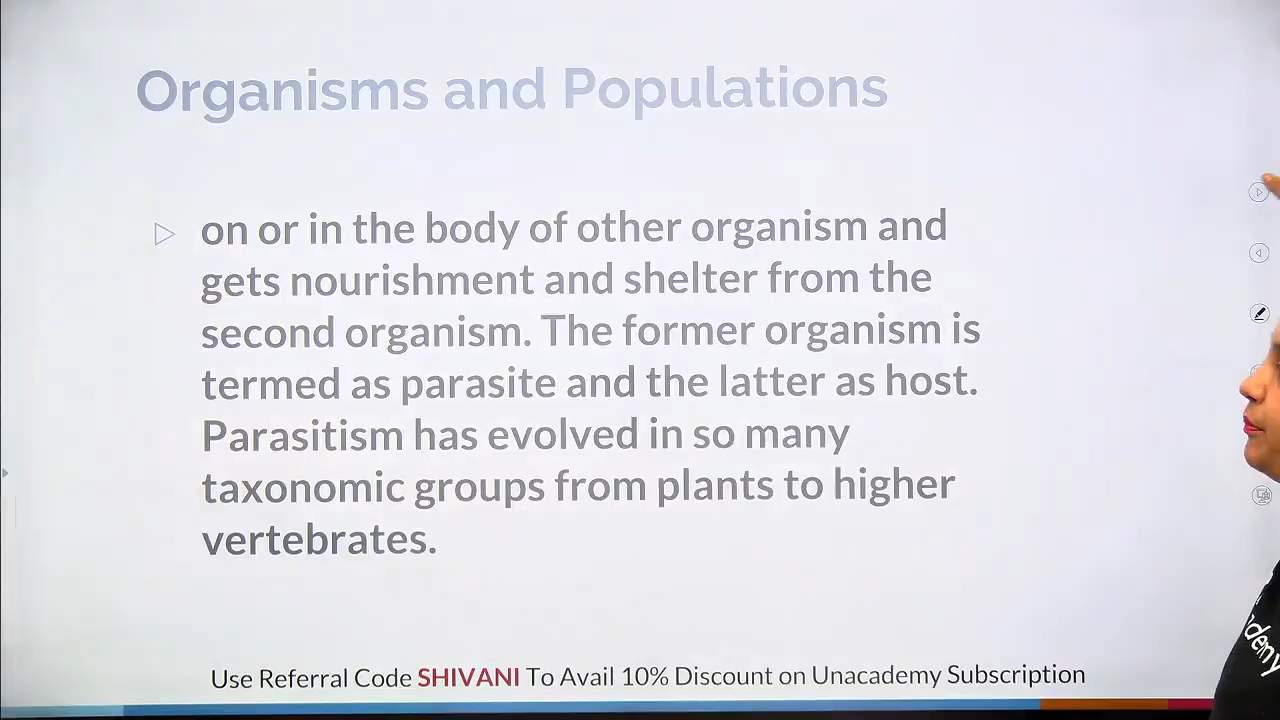 Organisms and Populations
on or in the body of other organism and
gets nourishment and shelter from the
second organism. The former organism is
termed as parasite and the latter as host.
Parasitism has evolved in so many
taxonomic groups from plants to higher
vertebrates.
Use Referral Code SHIVANI To Avail 10% Discount on Unacademy Subscription